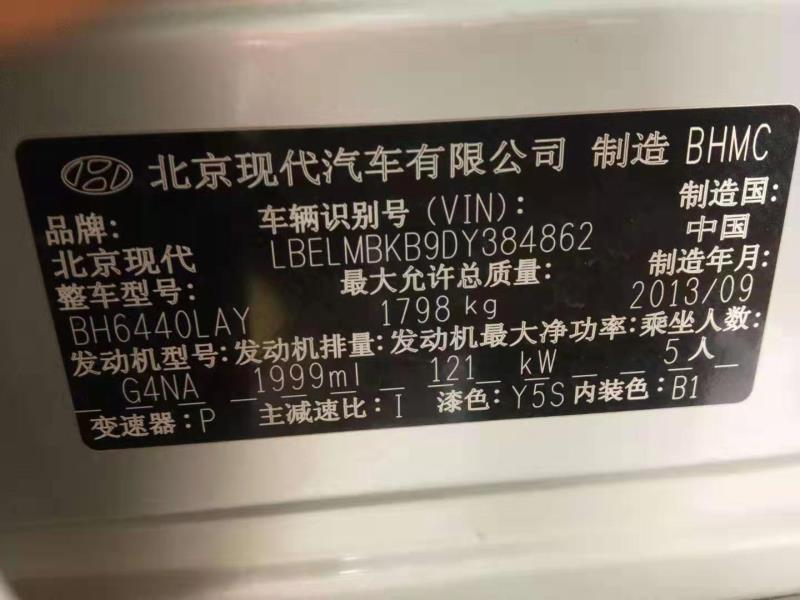 北京现代汽车有限公司 制造 BHMC
品牌: 车辆识别号(VIN): 制造国:
北京现代 LBELMBKB9DY384862 中国
整车型号: 最大允许总质量: 制造年月:
BH6440LAY 1798 kg 2013/09
发动机型号: 发动机排量: 发动机最大净功率: 乘坐人数:
G4NA 1999ml 121 kW 5人
变速器: P 主减速比: I 漆色: Y5S 内装色: B1